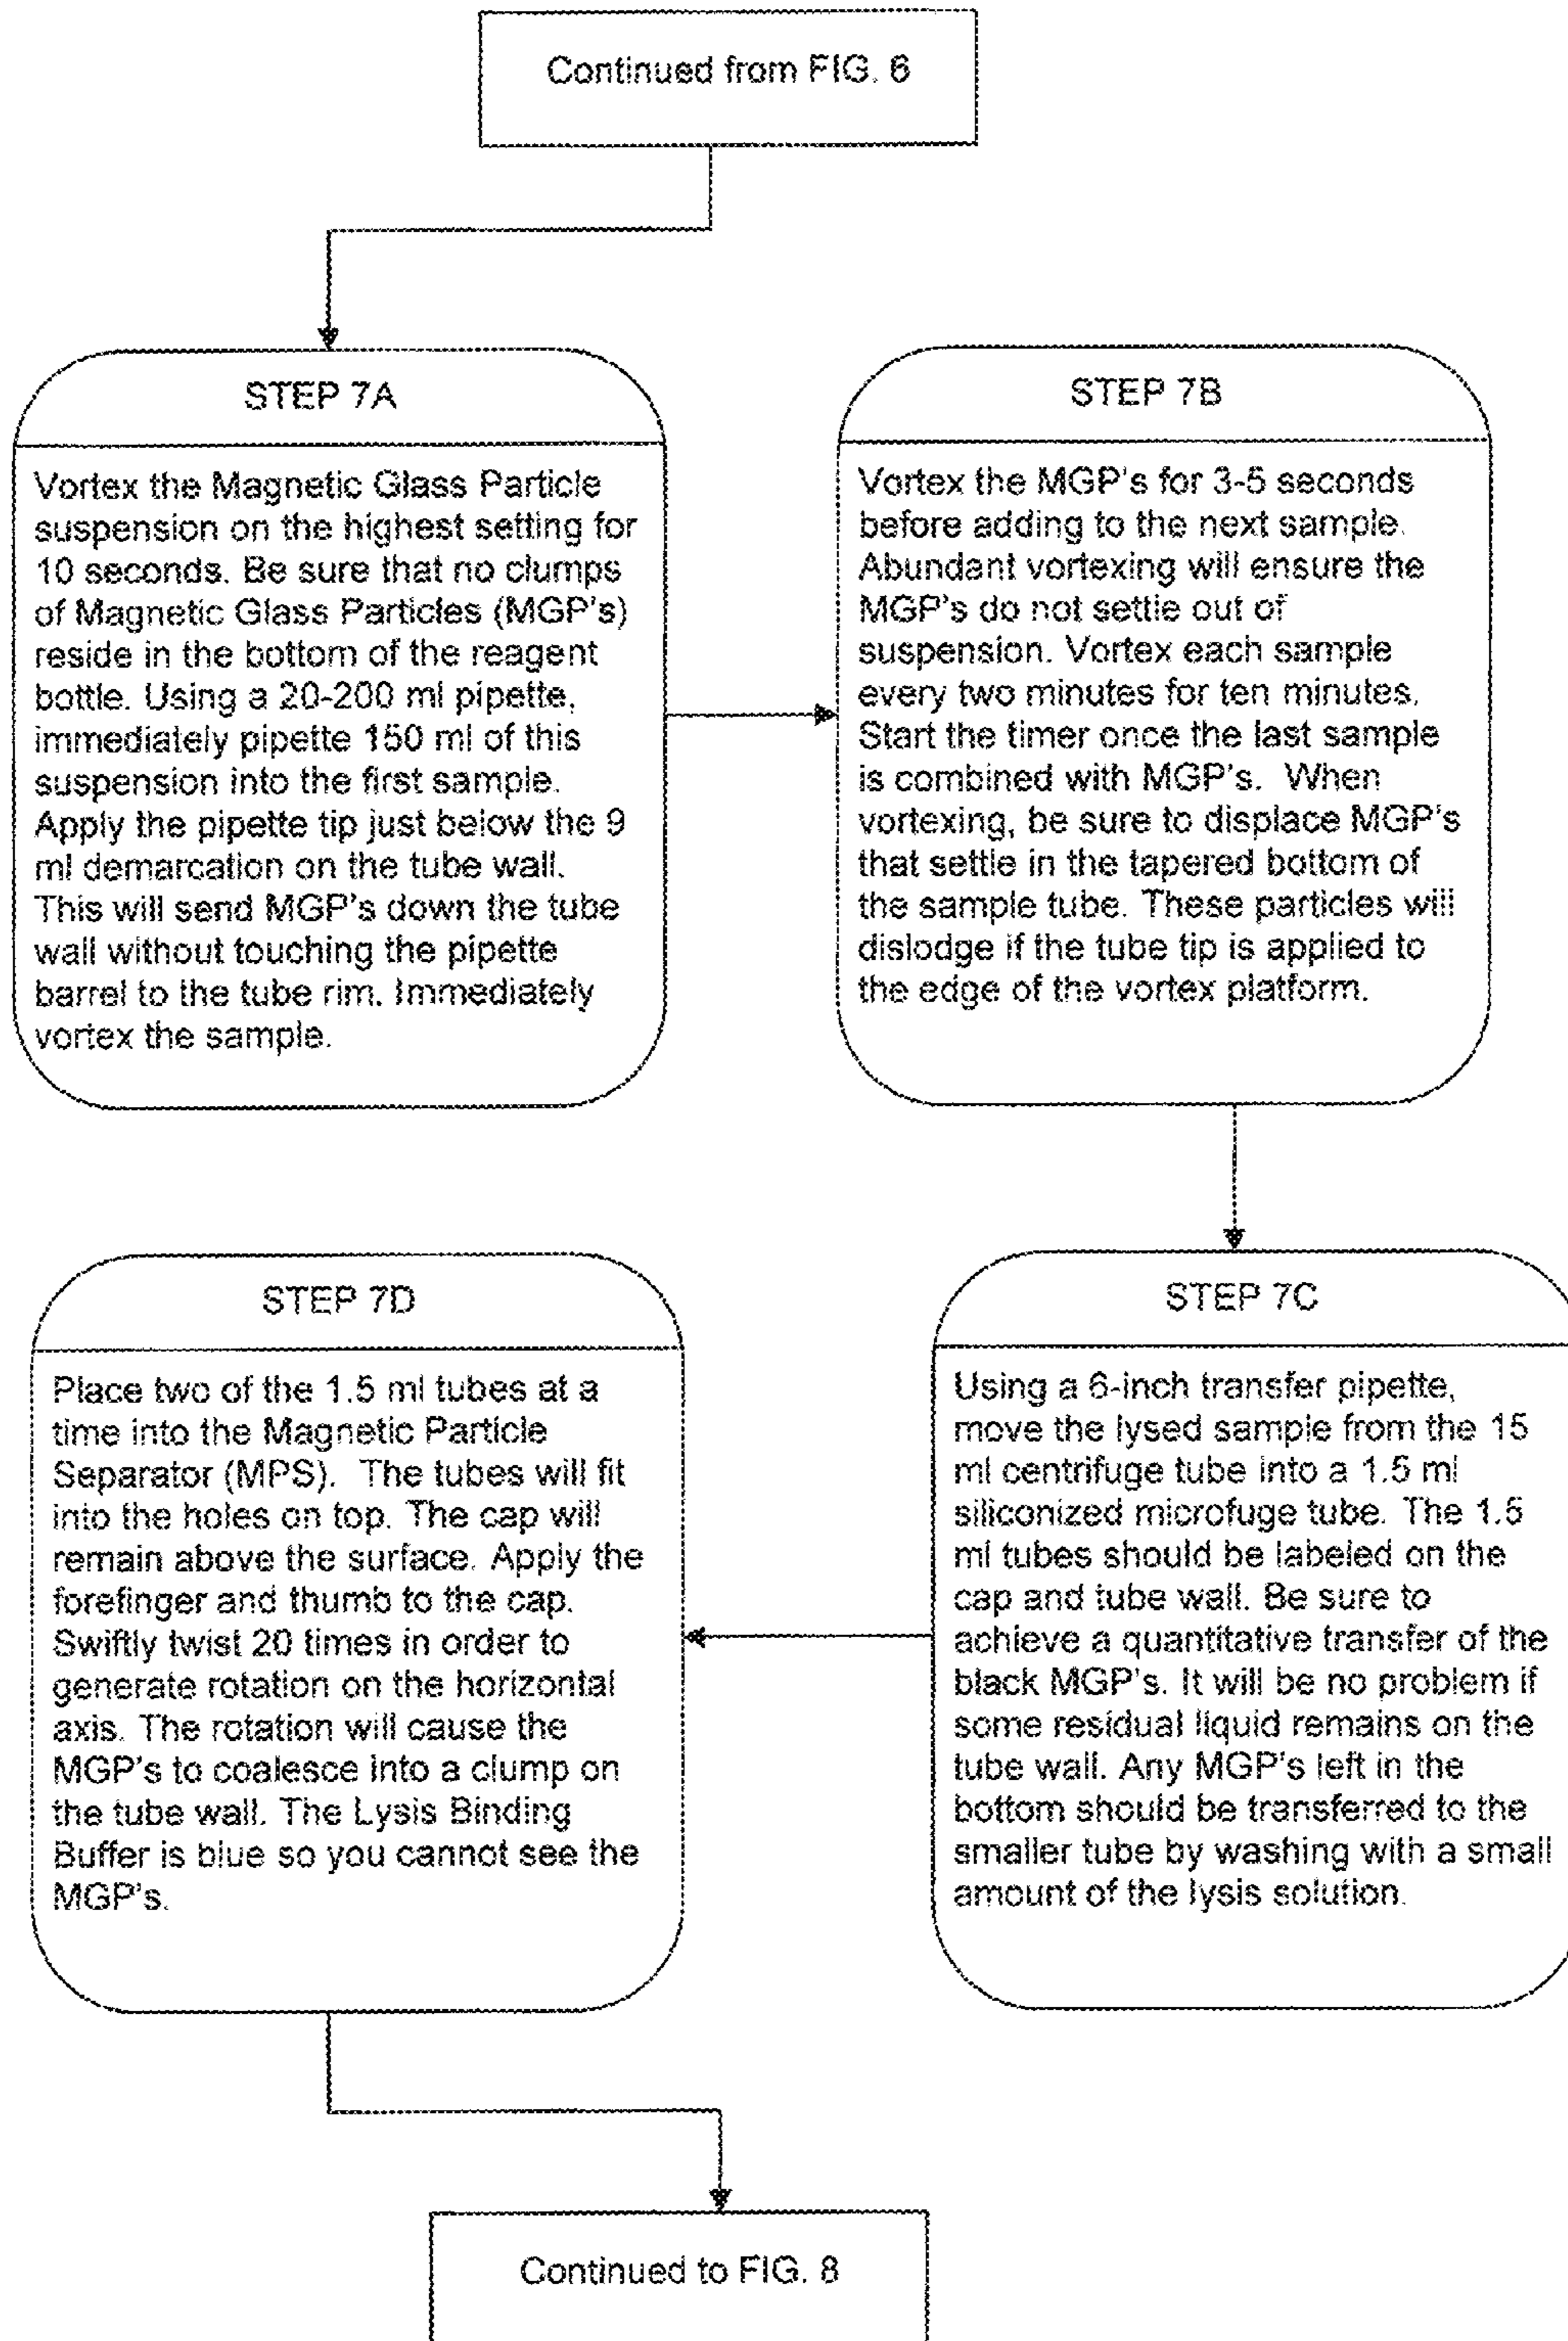 Continued from FIG. 6
STEP 7A
Vortex the Magnetic Glass Particle
suspension on the highest setting for
10 seconds. Be sure that no clumps
of Magnetic Glass Particles (MGP's)
reside in the bottom of the reagent
bottle. Using a 20-200 ml pipette,
immediately pipette 150 ml of this
suspension into the first sample.
Apply the pipette tip just below the 9
ml demarcation on the tube wall.
This will send MGP's down the tube
wall without touching the pipette
barrel to the tube rim. Immediately
vortex the sample.
STEP 7B
Vortex the MGP's for 3-5 seconds
before adding to the next sample.
Abundant vortexing will ensure the
MGP's do not settle out of
suspension. Vortex each sample
every two minutes for ten minutes.
Start the timer once the last sample
is combined with MGP's.  When
vortexing, be sure to displace MGP's
that settle in the tapered bottom of
the sample tube. These particles will
dislodge if the tube tip is applied to
the edge of the vortex platform.
STEP 7C
Using a 6-inch transfer pipette,
move the lysed sample from the 15
ml centrifuge tube into a 1.5 ml
siliconized microfuge tube. The 1.5
ml tubes should be labeled on the
cap and tube wall. Be sure to
achieve a quantitative transfer of the
black MGP's. It will be no problem if
some residual liquid remains on the
tube wall. Any MGP's left in the
bottom should be transferred to the
smaller tube by washing with a small
amount of the lysis solution.
STEP 7D
Place two of the 1.5 ml tubes at a
time into the Magnetic Particle
Separator (MPS).  The tubes will fit
into the holes on top. The cap will
remain above the surface. Apply the
forefinger and thumb to the cap.
Swiftly twist 20 times in order to
generate rotation on the horizontal
axis. The rotation will cause the
MGP's to coalesce into a clump on
the tube wall. The Lysis Binding
Buffer is blue so you cannot see the
MGP's.
Continued to FIG. 8